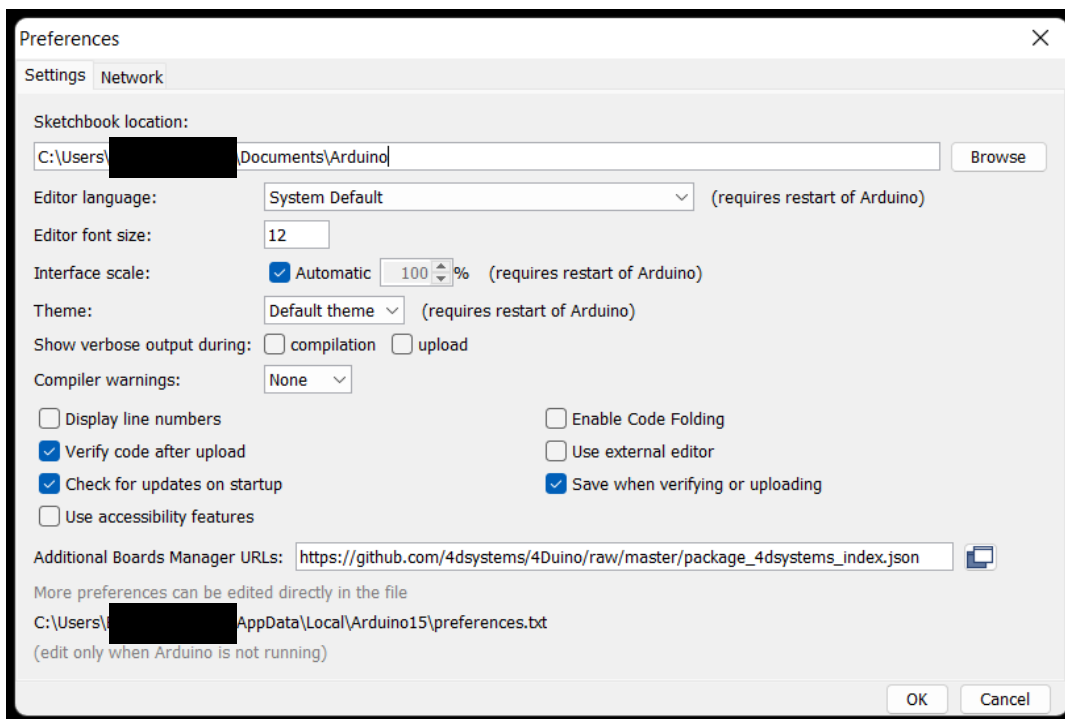 Preferences
Settings Network
Sketchbook location:
C:\Users\ \Documents\Arduino Browse
Editor language: System Default (requires restart of Arduino)
Editor font size: 12
Interface scale: Automatic 100 % (requires restart of Arduino)
Theme: Default theme (requires restart of Arduino)
Show verbose output during: compilation upload
Compiler warnings: None
Display line numbers Enable Code Folding
Verify code after upload Use external editor
Check for updates on startup Save when verifying or uploading
Use accessibility features
Additional Boards Manager URLs: https://github.com/4dsystems/4Duino/raw/master/package_4dsystems_index.json
More preferences can be edited directly in the file
C:\Users\ AppData\Local\Arduino15\preferences.txt
(edit only when Arduino is not running)
OK Cancel